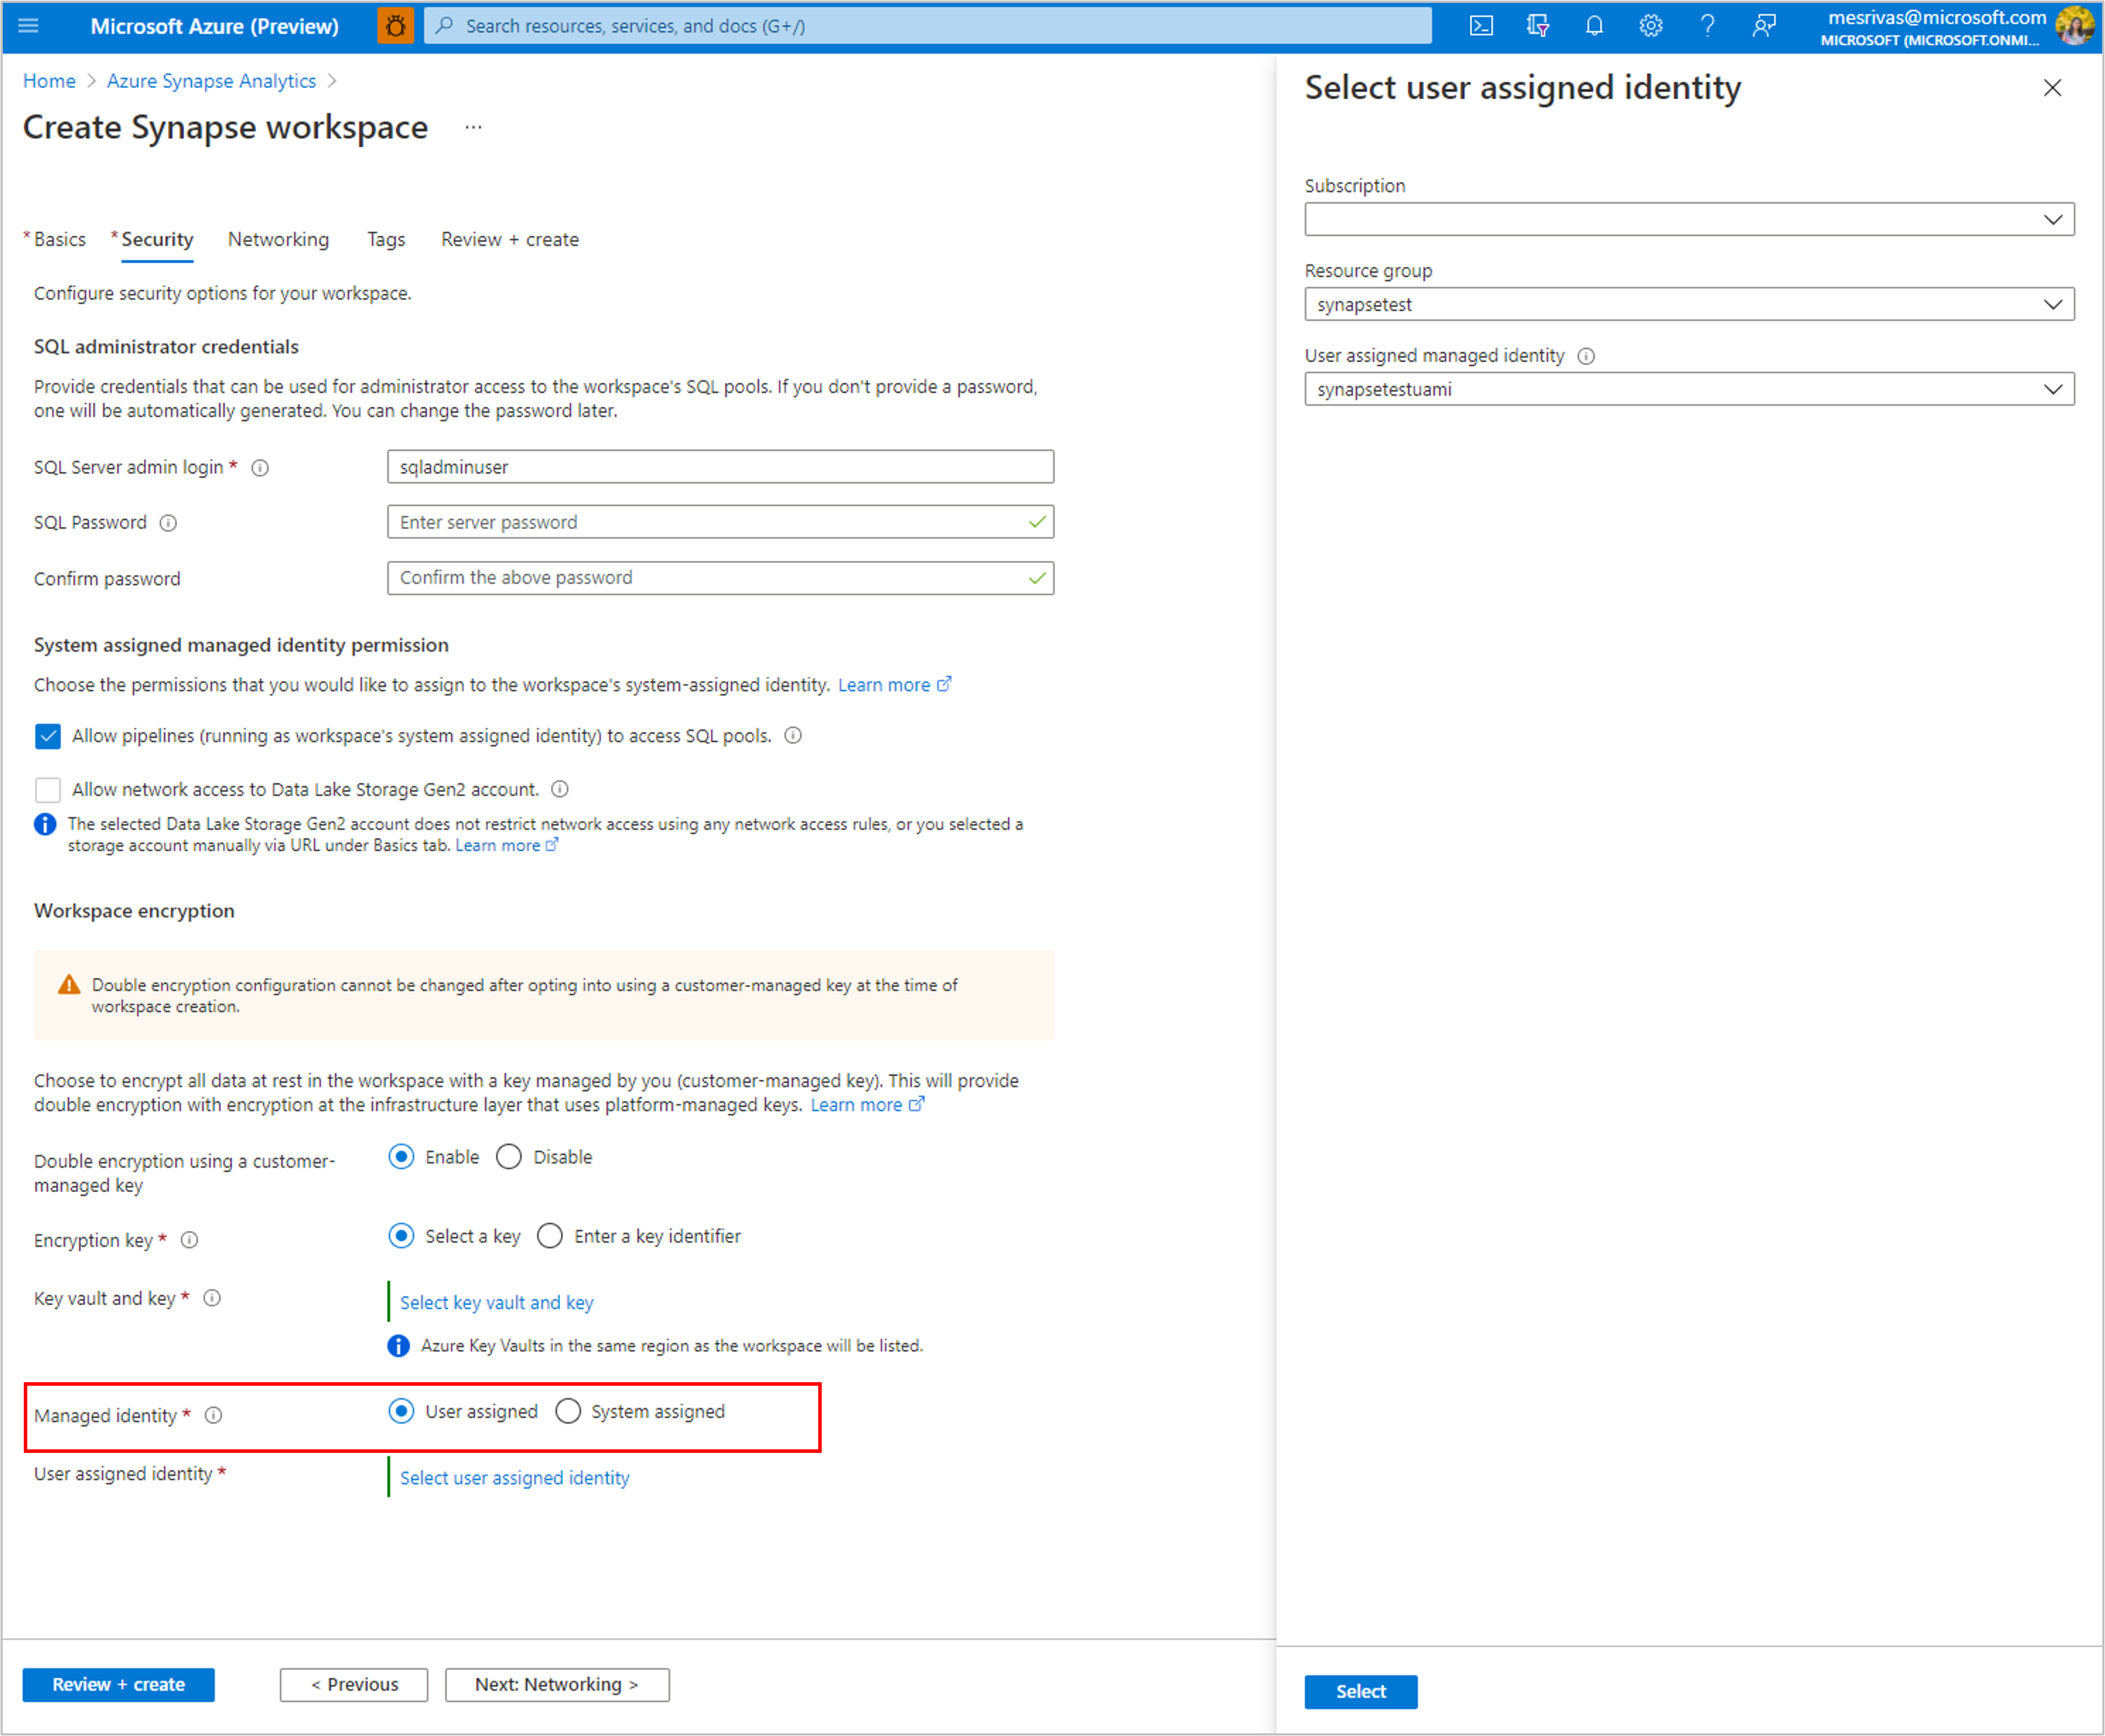 Microsoft Azure (Preview)
Search resources, services, and docs (G+/)
mesrivas@microsoft.com
MICROSOFT (MICROSOFT.ONMI...
Home > Azure Synapse Analytics >
Create Synapse workspace ...
* Basics * Security Networking Tags Review + create
Configure security options for your workspace.
SQL administrator credentials
Provide credentials that can be used for administrator access to the workspace's SQL pools. If you don't provide a password,
one will be automatically generated. You can change the password later.
SQL Server admin login * sqladminuser
SQL Password Enter server password
Confirm password Confirm the above password
System assigned managed identity permission
Choose the permissions that you would like to assign to the workspace's system-assigned identity. Learn more
Allow pipelines (running as workspace's system assigned identity) to access SQL pools.
Allow network access to Data Lake Storage Gen2 account.
The selected Data Lake Storage Gen2 account does not restrict network access using any network access rules, or you selected a
storage account manually via URL under Basics tab. Learn more
Workspace encryption
Double encryption configuration cannot be changed after opting into using a customer-managed key at the time of
workspace creation.
Choose to encrypt all data at rest in the workspace with a key managed by you (customer-managed key). This will provide
double encryption with encryption at the infrastructure layer that uses platform-managed keys. Learn more
Double encryption using a customer-
managed key
Enable Disable
Encryption key * Select a key Enter a key identifier
Key vault and key * Select key vault and key
Azure Key Vaults in the same region as the workspace will be listed.
Managed identity * User assigned System assigned
User assigned identity * Select user assigned identity
Review + create < Previous Next: Networking >
Select user assigned identity
Subscription
Resource group
synapsetest
User assigned managed identity
synapsetestuami
Select